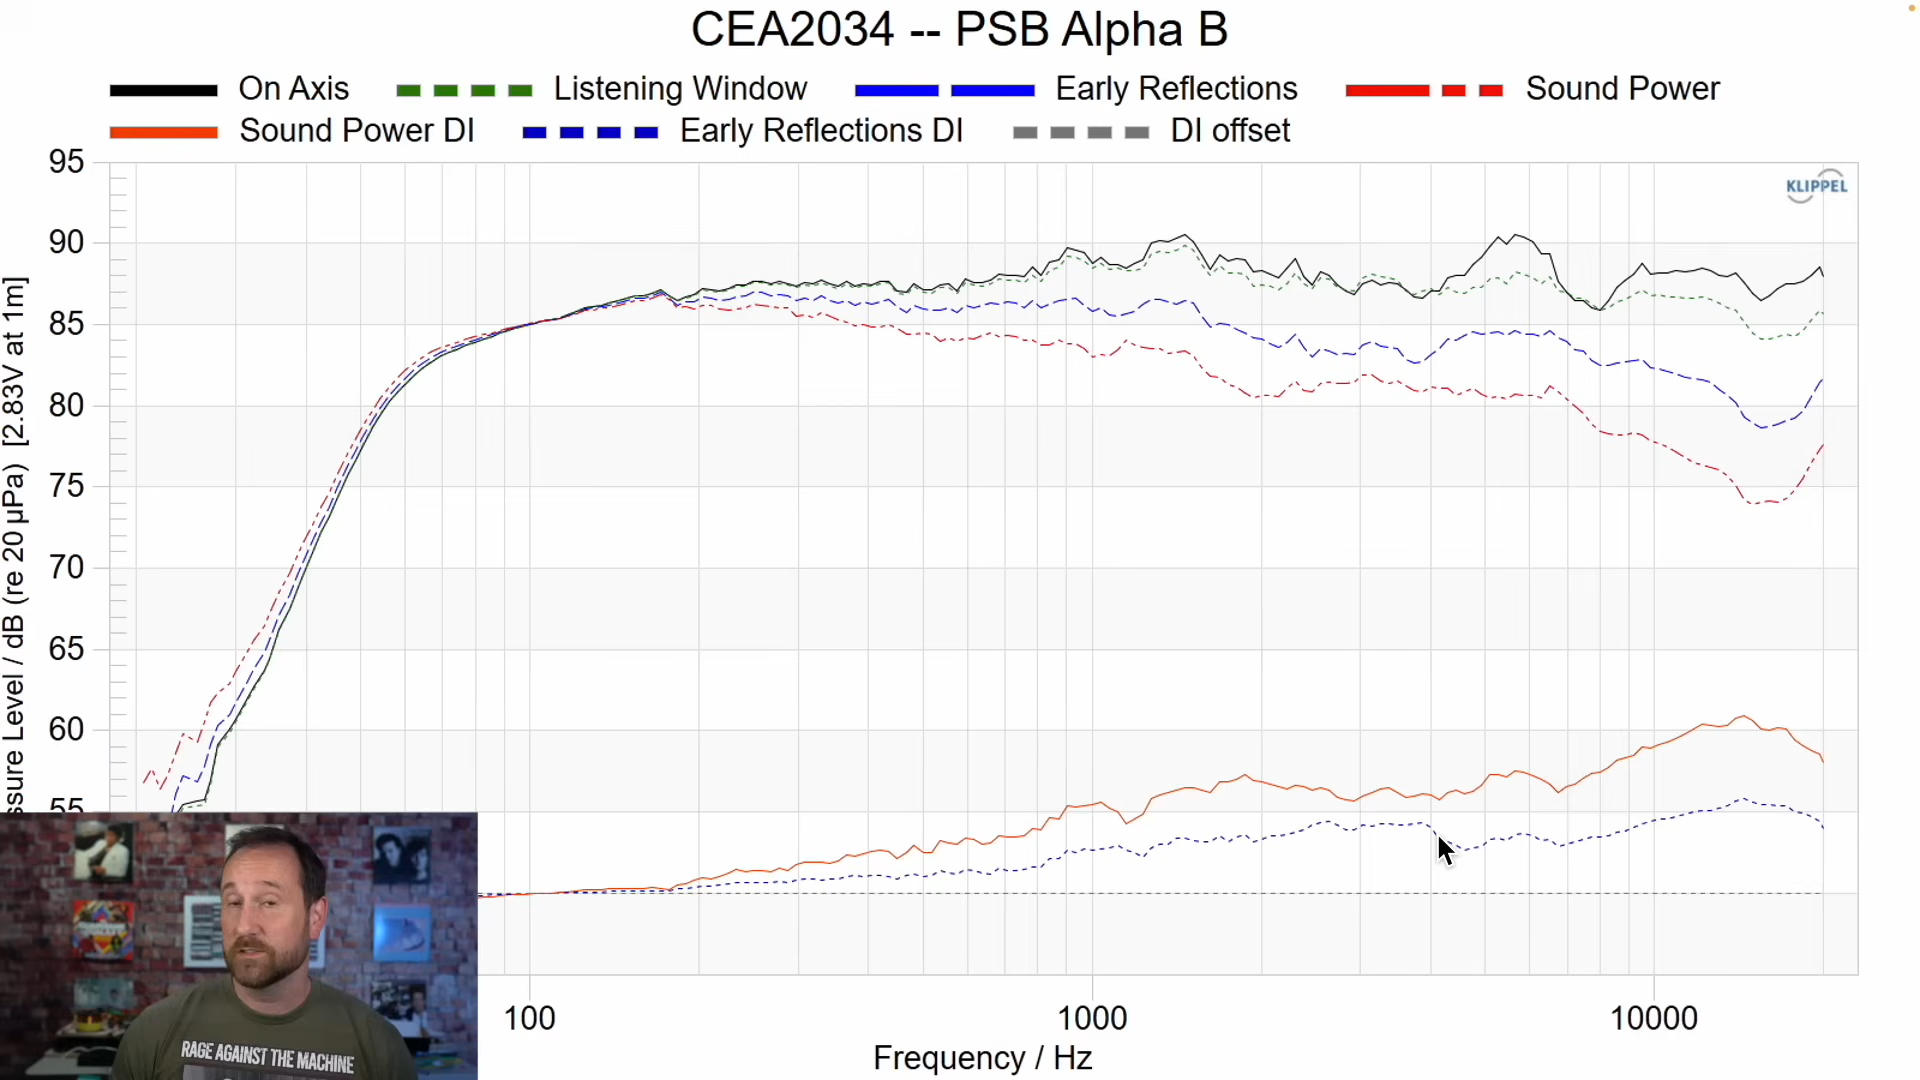 CEA2034 -- PSB Alpha B
On Axis Listening Window Early Reflections Sound Power
Sound Power DI Early Reflections DI DI offset
95
KLIPPEL
90
85
80
75
70
65
60
55
ssure Level / dB (re 20 µPa) [2.83V at 1m]
100 1000 10000
Frequency / Hz
RAGE AGAINST THE MACHINE